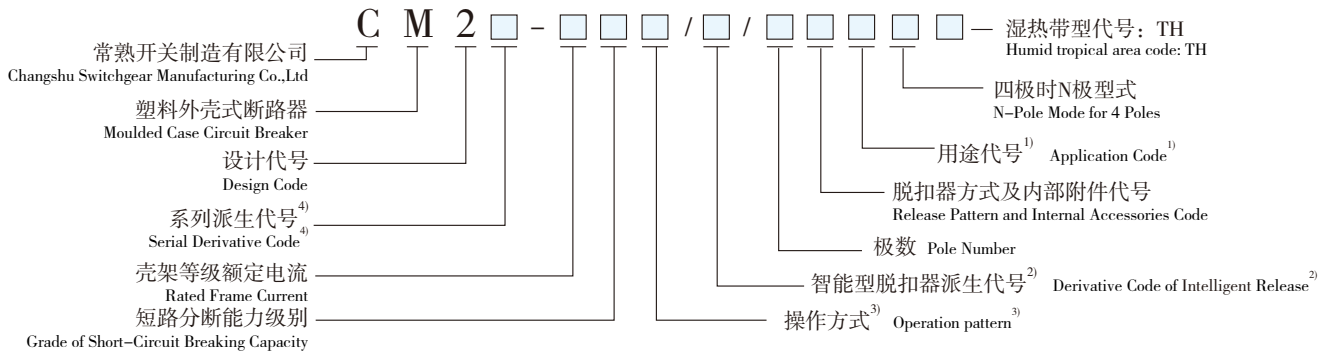 CM2□-□□□/□/□□□□□
湿热带型代号：TH
Humid tropical area code: TH
常熟开关制造有限公司
Changshu Switchgear Manufacturing Co.,Ltd
四极时N极型式
N-Pole Mode for 4 Poles
塑料外壳式断路器
Moulded Case Circuit Breaker
用途代号1) Application Code1)
设计代号
Design Code
脱扣器方式及内部附件代号
Release Pattern and Internal Accessories Code
系列派生代号4)
Serial Derivative Code4)
极数 Pole Number
壳架等级额定电流
Rated Frame Current
智能型脱扣器派生代号2) Derivative Code of Intelligent Release2)
短路分断能力级别
Grade of Short-Circuit Breaking Capacity
操作方式3) Operation pattern3)